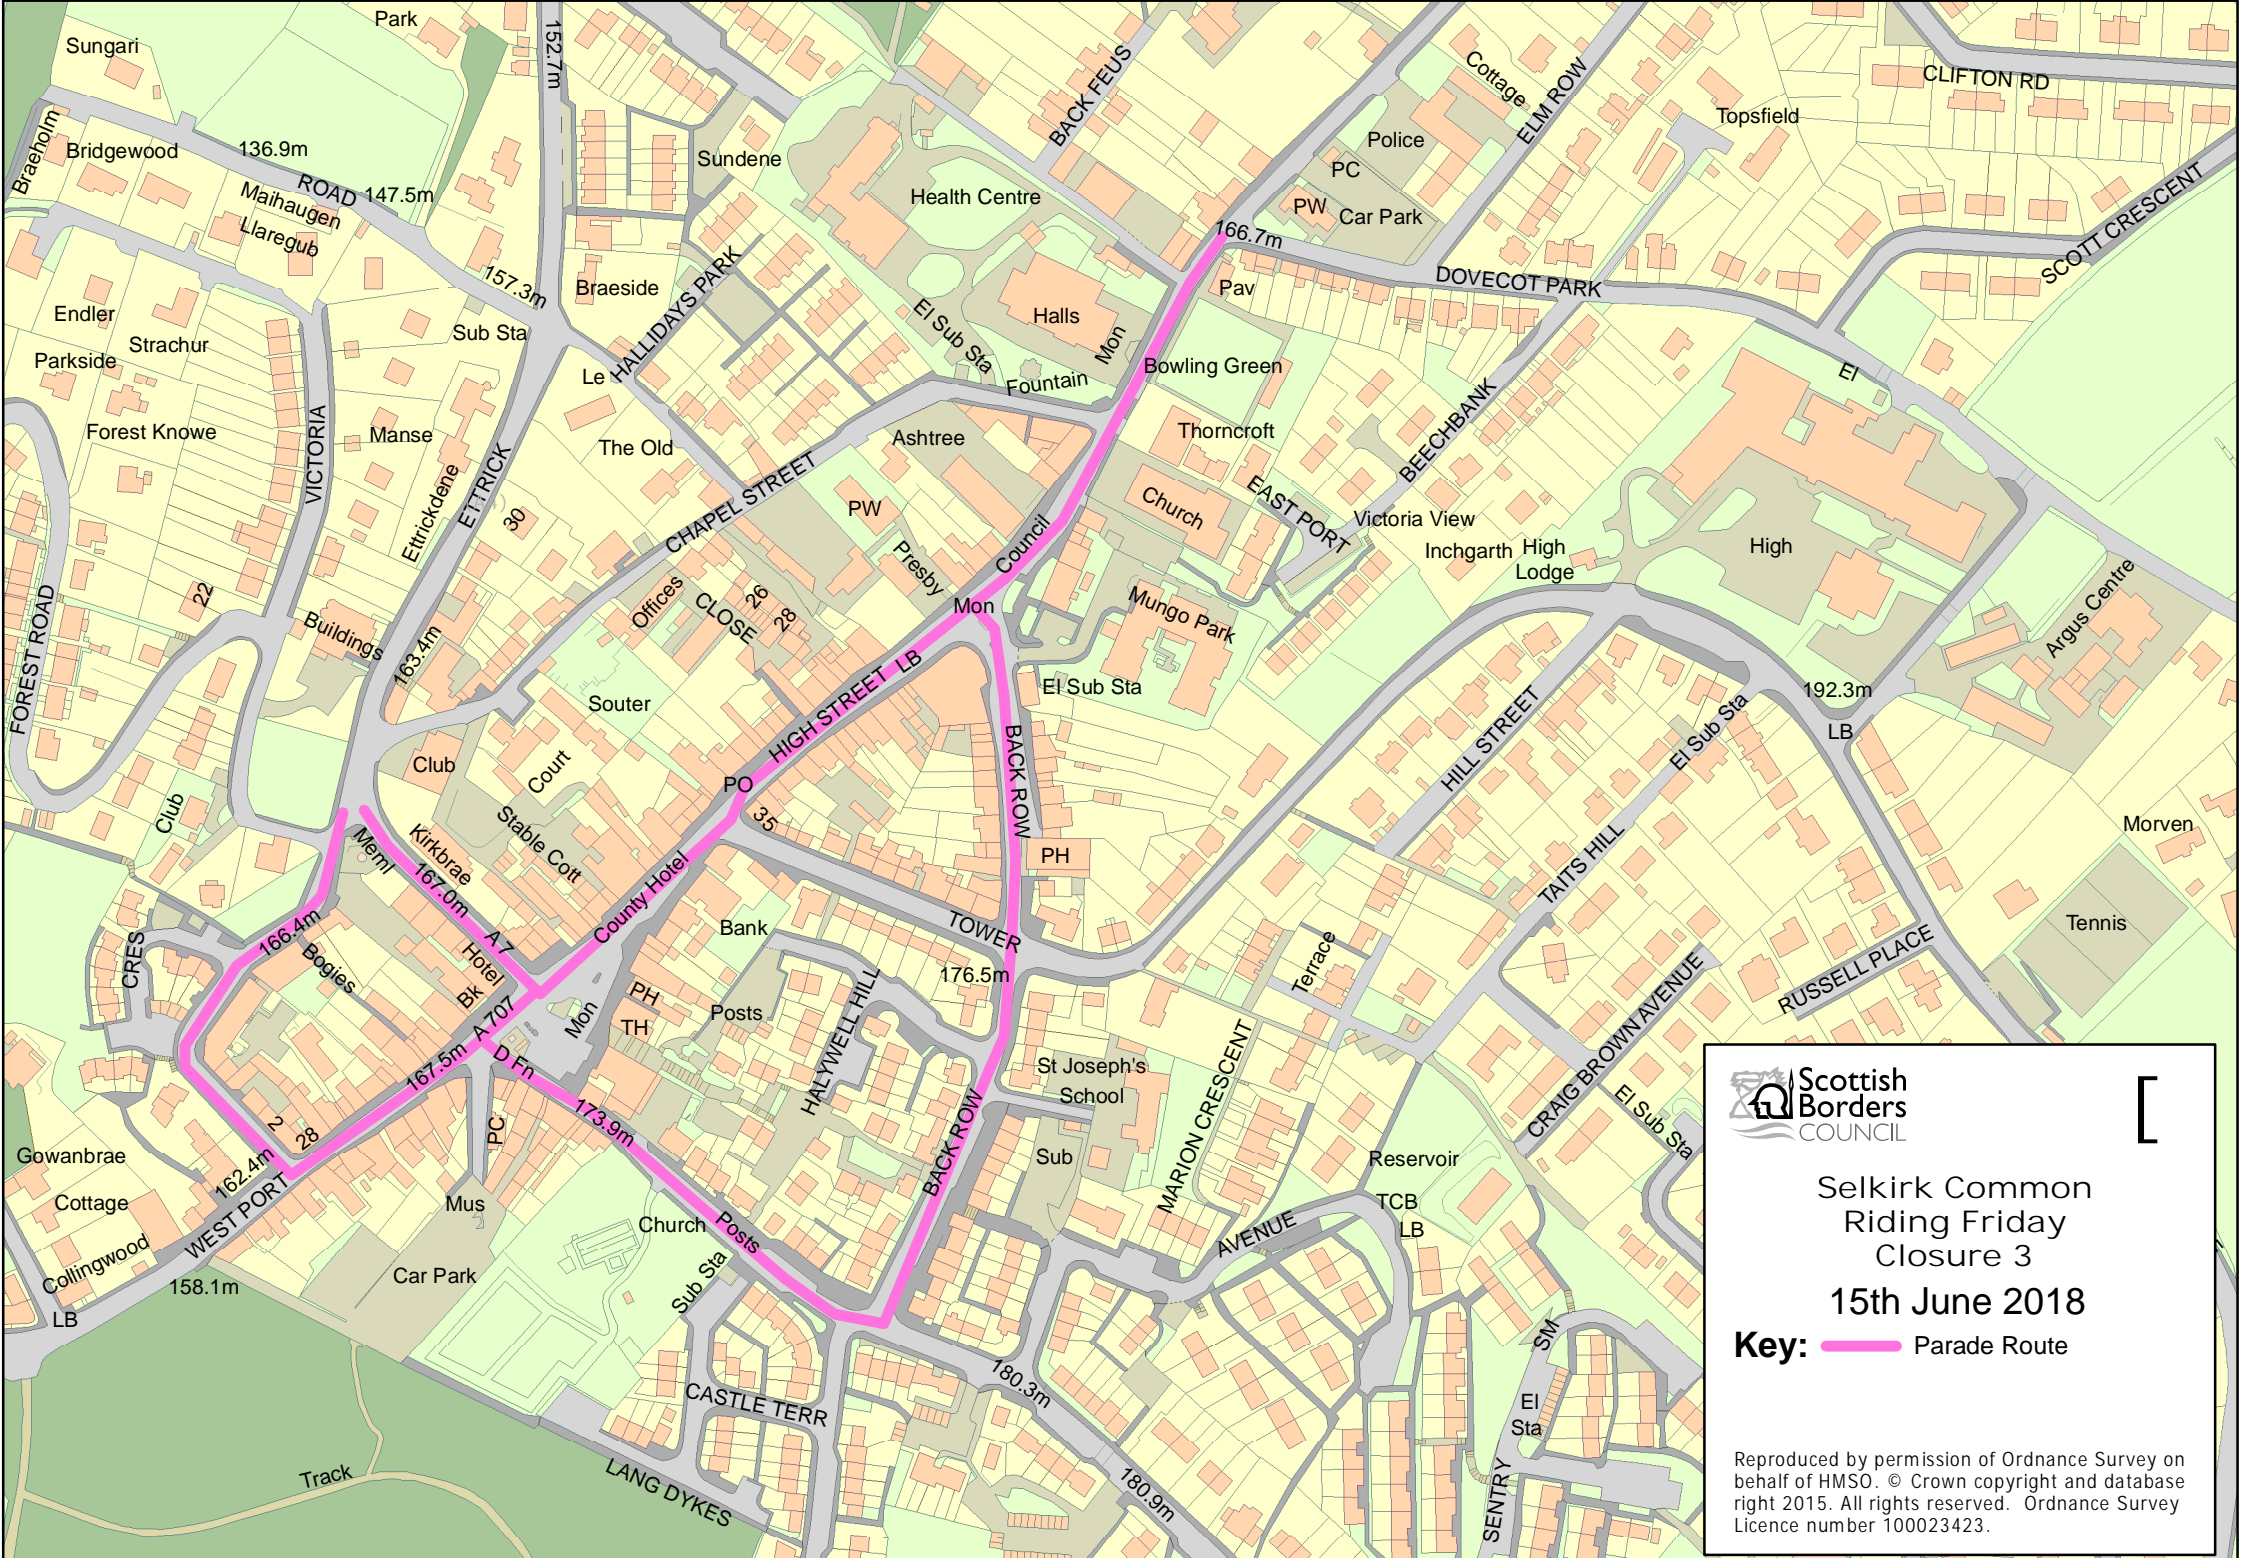 Park
Sungari
152.7m
BACK FEUS
Cottage
ELM ROW
CLIFTON RD
Topsfield
Braeholm
Bridgewood
136.9m
ROAD 147.5m
Maihaugen
Llaregub
Sundene
Police
PC
PW
Car Park
Health Centre
166.7m
SCOTT CRESCENT
157.3m
Braeside
HALLIDAYS PARK
Pav
DOVECOT PARK
Endler
Strachur
Parkside
Sub Sta
Le
El Sub Sta
Halls
Mon
Fountain
Bowling Green
El
Forest Knowe
VICTORIA
Manse
The Old
Ashtree
Thorncroft
BEECHBANK
Ettrickdene
ETTRICK
30
CHAPEL STREET
PW
Church
EAST PORT
Victoria View
Inchgarth
High
Lodge
High
Council
Presby
Mon
Mungo Park
Argus Centre
FOREST ROAD
22
Buildings
163.4m
Offices
CLOSE
26
28
Souter
HIGH STREET
LB
El Sub Sta
BACK ROW
HILL STREET
El Sub Sta
192.3m
LB
Club
Court
Stable Cott
PO
35
Club
Meml
Kirkbrae
167.0m
A 7
County Hotel
PH
TAITS HILL
Morven
Tennis
CRES
166.4m
Bogies
Hotel
Bk
Bank
TOWER
176.5m
Terrace
RUSSELL PLACE
CRAIG BROWN AVENUE
A 707
167.5m
D Fn
Mon
PH
TH
Posts
HALYWELL HILL
St Joseph's
School
MARION CRESCENT
El Sub Sta
173.9m
PC
2
28
Gowanbrae
162.4m
Cottage
WEST PORT
Collingwood
158.1m
LB
Mus
Car Park
Church
Posts
Sub Sta
BACK ROW
Sub
Reservoir
TCB
LB
AVENUE
CASTLE TERR
180.3m
SM
El
Sta
Track
LANG DYKES
180.9m
SENTRY
Scottish
Borders
COUNCIL
Selkirk Common
Riding Friday
Closure 3
15th June 2018
Key:
Parade Route
Reproduced by permission of Ordnance Survey on
behalf of HMSO. © Crown copyright and database
right 2015. All rights reserved. Ordnance Survey
Licence number 100023423.